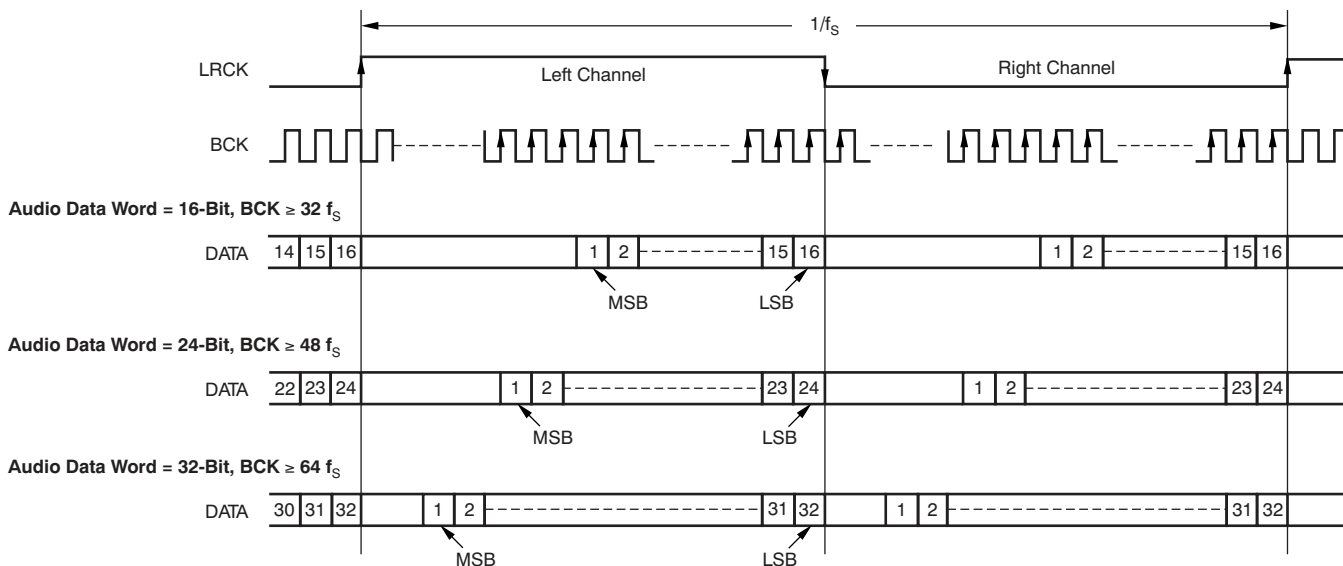 1/fS
LRCK
Left Channel
Right Channel
BCK
Audio Data Word = 16-Bit, BCK ≥ 32 fS
DATA 14 15 16 1 2 15 16 1 2 15 16
MSB LSB
Audio Data Word = 24-Bit, BCK ≥ 48 fS
DATA 22 23 24 1 2 23 24 1 2 23 24
MSB LSB
Audio Data Word = 32-Bit, BCK ≥ 64 fS
DATA 30 31 32 1 2 31 32 1 2 31 32
MSB LSB